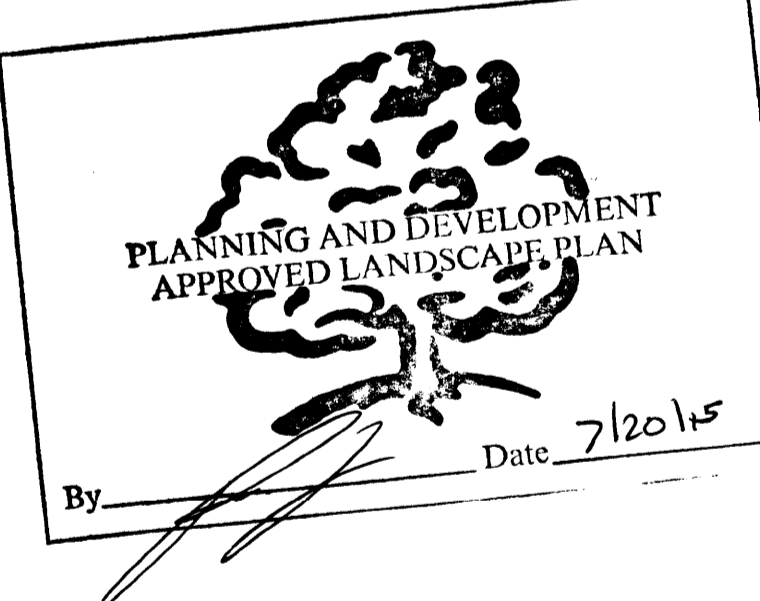 PLANNING AND DEVELOPMENT
APPROVED LANDSCAPE PLAN
By Date 7/20/15